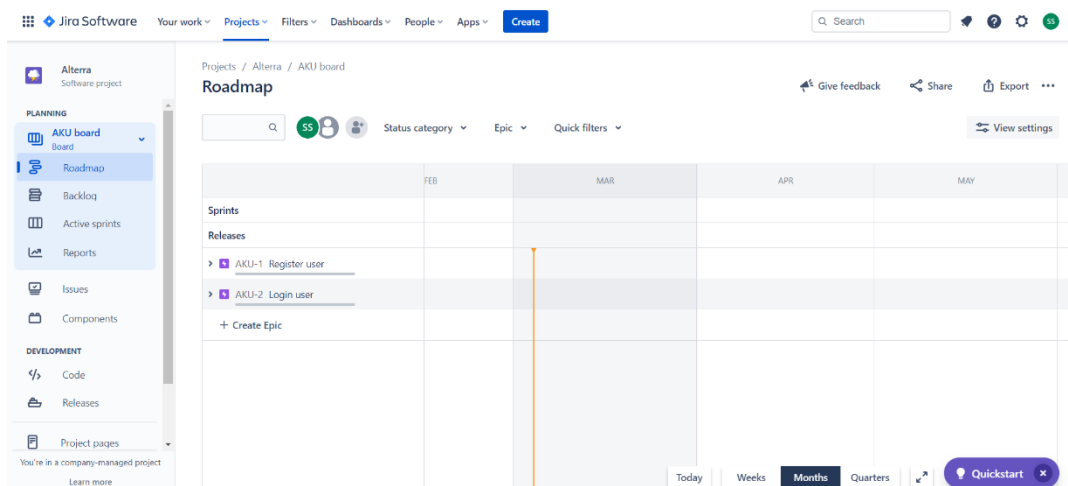 Jira Software Your work Projects Filters Dashboards People Apps Create Search SS
Alterra
Software project
PLANNING
AKU board
Board
Roadmap
Backlog
Active sprints
Reports
Issues
Components
DEVELOPMENT
Code
Releases
Project pages
You're in a company-managed project
Learn more
Projects / Alterra / AKU board
Roadmap
Give feedback Share Export
SS Status category Epic Quick filters View settings
FEB MAR APR MAY
Sprints
Releases
AKU-1 Register user
AKU-2 Login user
+ Create Epic
Today Weeks Months Quarters Quickstart